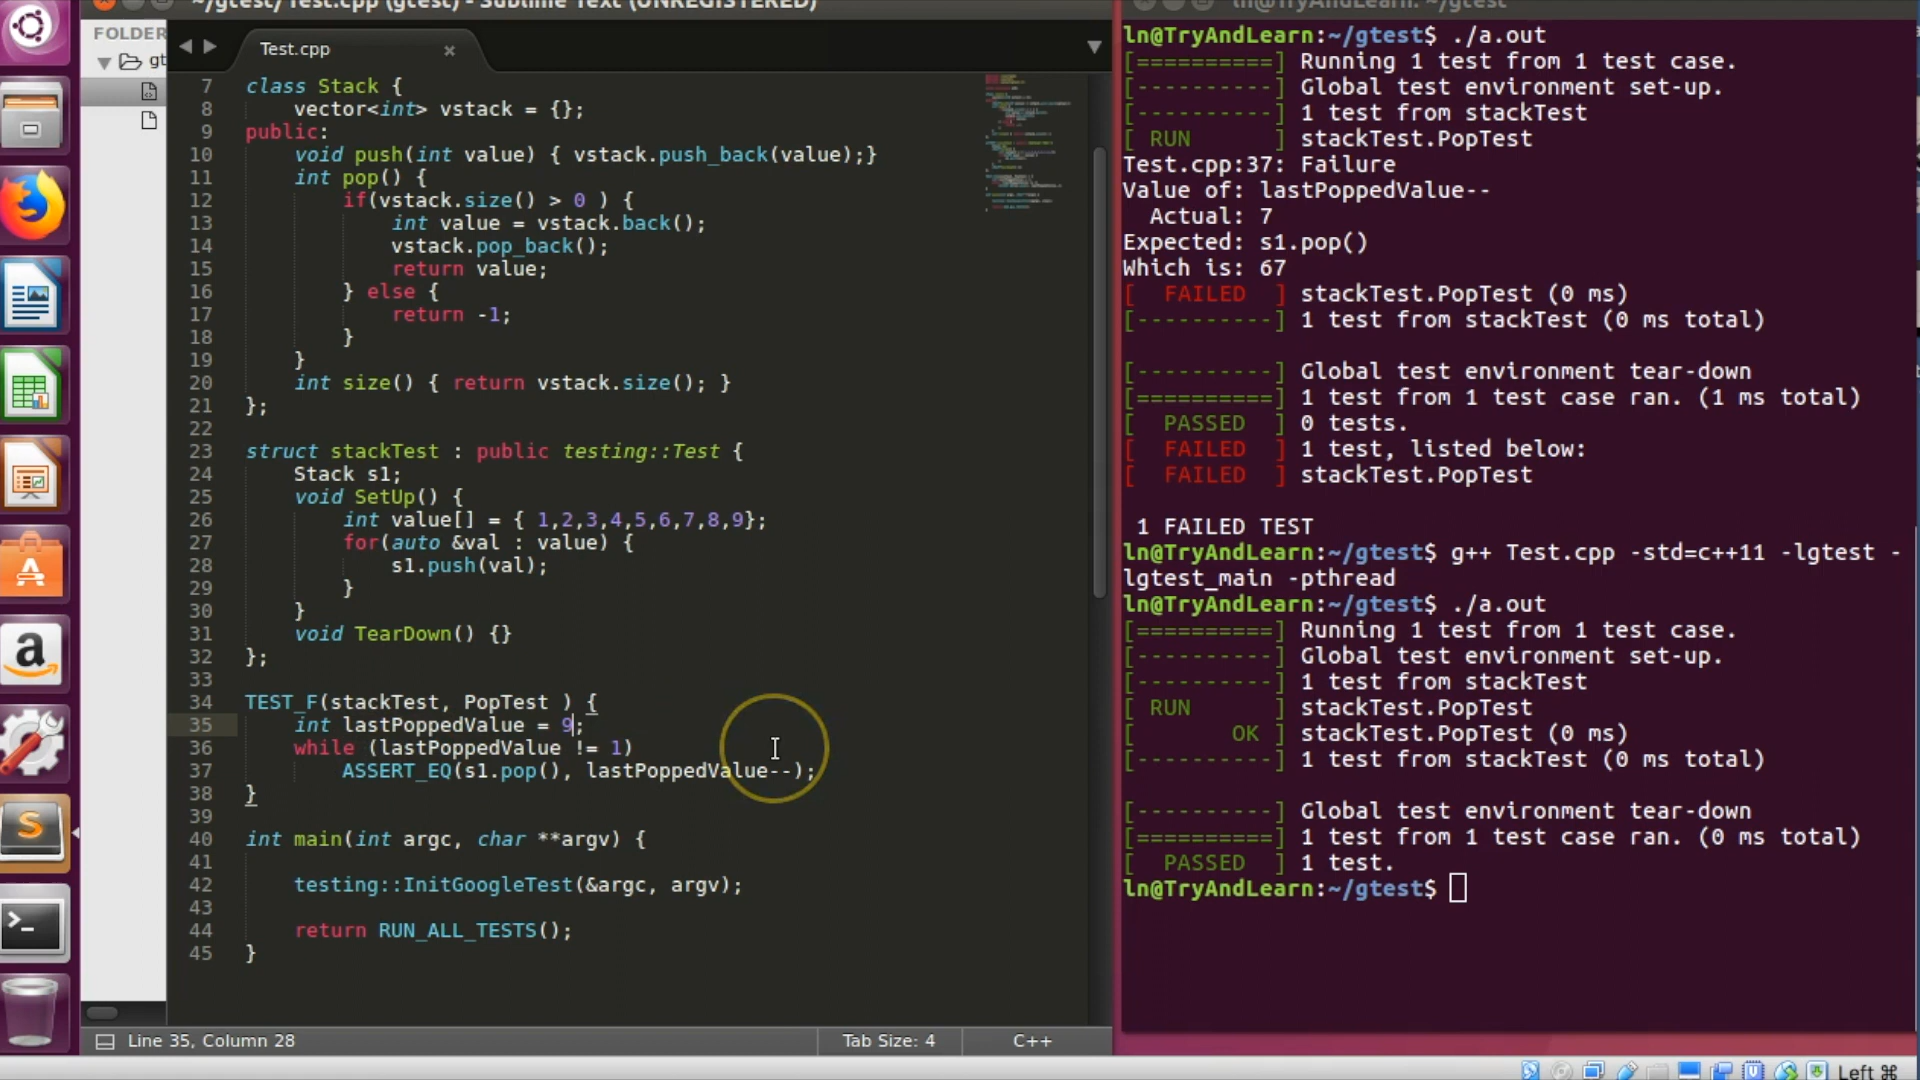 ~/gtest/Test.cpp (gtest) - Sublime Text (UNREGISTERED)
FOLDER
gt
Test.cpp ×
7 class Stack {
8 vector<int> vstack = {};
9 public:
10 void push(int value) { vstack.push_back(value);}
11 int pop() {
12 if(vstack.size() > 0 ) {
13 int value = vstack.back();
14 vstack.pop_back();
15 return value;
16 } else {
17 return -1;
18 }
19 }
20 int size() { return vstack.size(); }
21 };
22
23 struct stackTest : public testing::Test {
24 Stack s1;
25 void SetUp() {
26 int value[] = { 1,2,3,4,5,6,7,8,9};
27 for(auto &val : value) {
28 s1.push(val);
29 }
30 }
31 void TearDown() {}
32 };
33
34 TEST_F(stackTest, PopTest ) {
35 int lastPoppedValue = 9;
36 while (lastPoppedValue != 1)
37 ASSERT_EQ(s1.pop(), lastPoppedValue--);
38 }
39
40 int main(int argc, char **argv) {
41
42 testing::InitGoogleTest(&argc, argv);
43
44 return RUN_ALL_TESTS();
45 }
Line 35, Column 28
Tab Size: 4
C++
ln@TryAndLearn: ~/gtest
ln@TryAndLearn:~/gtest$ ./a.out
[==========] Running 1 test from 1 test case.
[----------] Global test environment set-up.
[----------] 1 test from stackTest
[ RUN      ] stackTest.PopTest
Test.cpp:37: Failure
Value of: lastPoppedValue--
  Actual: 7
Expected: s1.pop()
Which is: 67
[  FAILED  ] stackTest.PopTest (0 ms)
[----------] 1 test from stackTest (0 ms total)
[----------] Global test environment tear-down
[==========] 1 test from 1 test case ran. (1 ms total)
[  PASSED  ] 0 tests.
[  FAILED  ] 1 test, listed below:
[  FAILED  ] stackTest.PopTest
 1 FAILED TEST
ln@TryAndLearn:~/gtest$ g++ Test.cpp -std=c++11 -lgtest -
lgtest_main -pthread
ln@TryAndLearn:~/gtest$ ./a.out
[==========] Running 1 test from 1 test case.
[----------] Global test environment set-up.
[----------] 1 test from stackTest
[ RUN      ] stackTest.PopTest
[       OK ] stackTest.PopTest (0 ms)
[----------] 1 test from stackTest (0 ms total)
[----------] Global test environment tear-down
[==========] 1 test from 1 test case ran. (0 ms total)
[  PASSED  ] 1 test.
ln@TryAndLearn:~/gtest$
Left ⌘